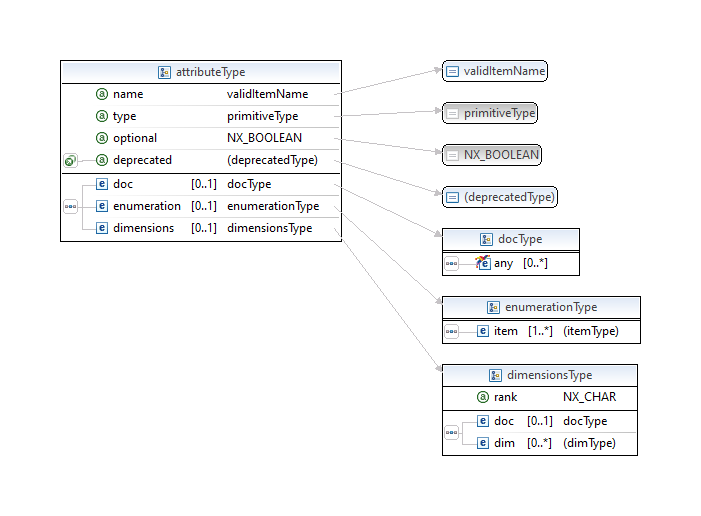 attributeType
a name validItemName
a type primitiveType
a optional NX_BOOLEAN
a deprecated (deprecatedType)
e doc [0..1] docType
e enumeration [0..1] enumerationType
e dimensions [0..1] dimensionsType
validItemName
primitiveType
NX_BOOLEAN
(deprecatedType)
docType
e any [0..*]
enumerationType
e item [1..*] (itemType)
dimensionsType
a rank NX_CHAR
e doc [0..1] docType
e dim [0..*] (dimType)